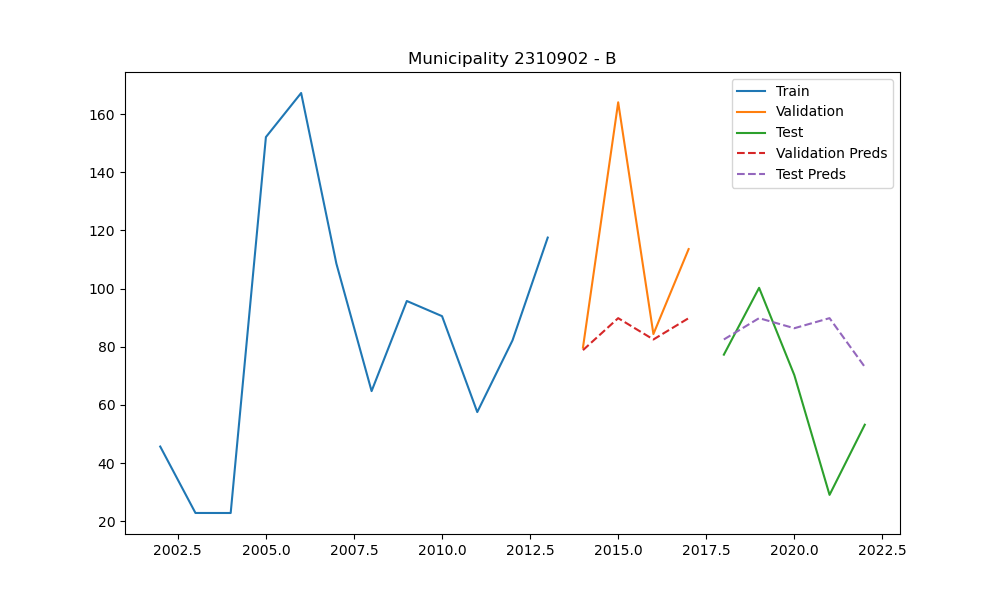 Municipality 2310902 - B
Train
Validation
Test
Validation Preds
Test Preds
160
140
120
100
80
60
40
20
2002.5 2005.0 2007.5 2010.0 2012.5 2015.0 2017.5 2020.0 2022.5